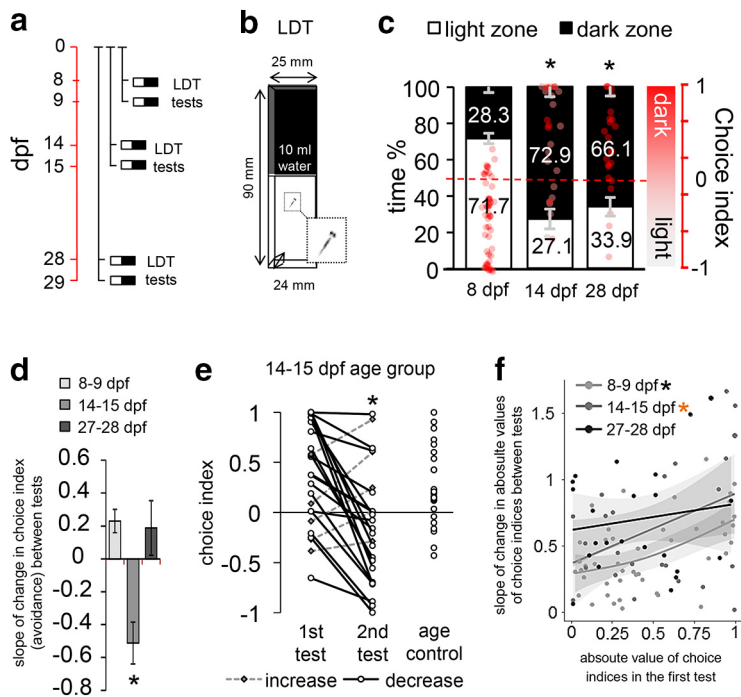 a
dpf
0
8
9
14
15
28
29
LDT
tests
LDT
tests
LDT
tests
b
LDT
25 mm
90 mm
10 ml
water
24 mm
c
light zone
dark zone
* *
time %
100
80
60
40
20
0
28.3
71.7
72.9
27.1
66.1
33.9
8 dpf
14 dpf
28 dpf
dark
light
1
0
-1
Choice index
d
8-9 dpf
14-15 dpf
27-28 dpf
slope of change in choice index
(avoidance) between tests
0.6
0.4
0.2
0
-0.2
-0.4
-0.6
-0.8
*
e
14-15 dpf age group
*
choice index
1
0.5
0
-0.5
-1
1st
test
2nd
test
age
control
increase
decrease
f
8-9 dpf *
14-15 dpf *
27-28 dpf
slope of change in absoulte values
of choice indices between tests
1.5
1
0.5
0
0
0.25
0.5
0.75
1
absoute value of choice
indices in the first test